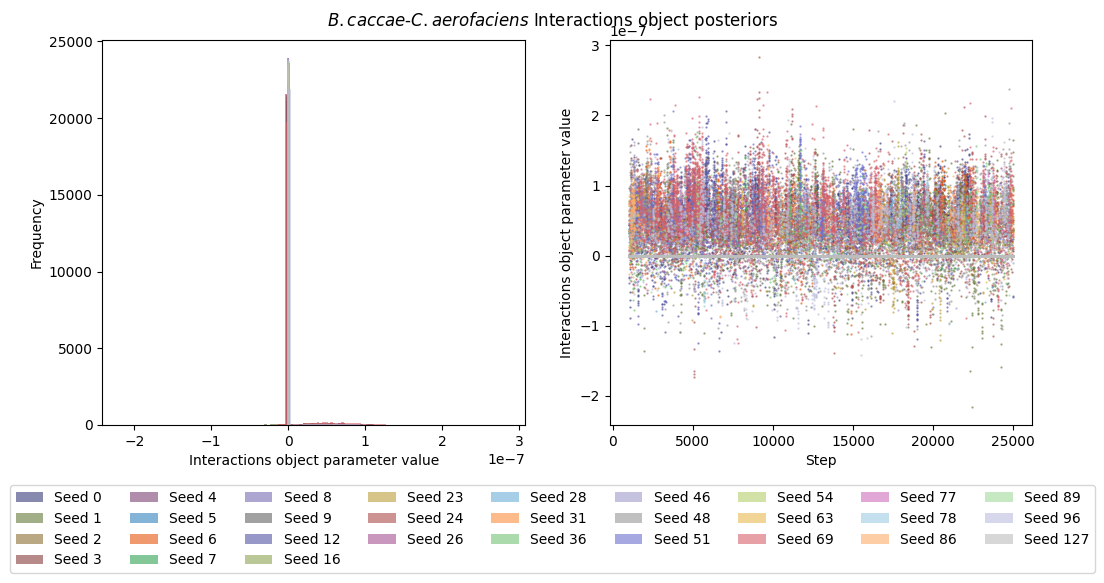 B.caccae-C.aerofaciens Interactions object posteriors
25000
20000
15000
10000
5000
0
Frequency
−2
−1
0
1
2
3
1e−7
Interactions object parameter value
1e−7
3
2
1
0
−1
−2
Interactions object parameter value
0
5000
10000
15000
20000
25000
Step
Seed 0
Seed 1
Seed 2
Seed 3
Seed 4
Seed 5
Seed 6
Seed 7
Seed 8
Seed 9
Seed 12
Seed 16
Seed 23
Seed 24
Seed 26
Seed 28
Seed 31
Seed 36
Seed 46
Seed 48
Seed 51
Seed 54
Seed 63
Seed 69
Seed 77
Seed 78
Seed 86
Seed 89
Seed 96
Seed 127